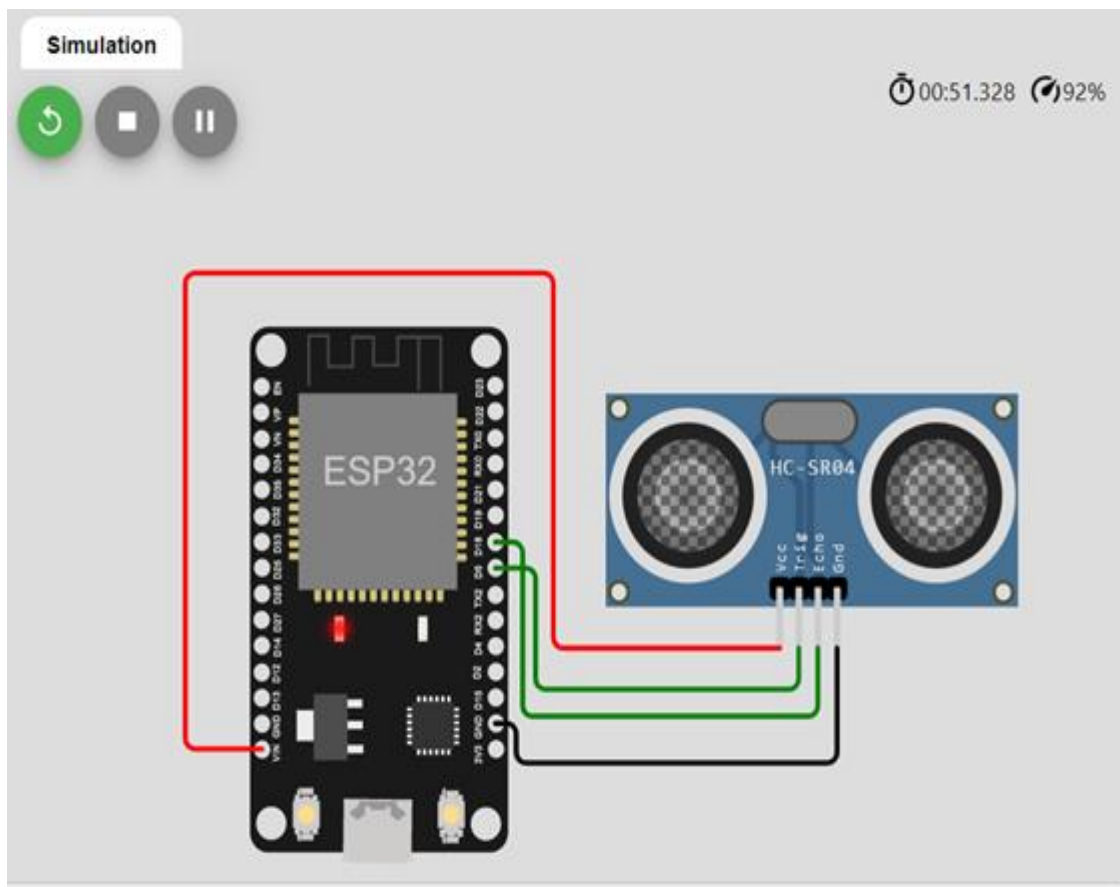 Simulation
00:51.328 92%
ESP32
EN
VP
VN
D34
D35
D32
D33
D25
D26
D27
D14
D12
D13
GND
VIN
D23
D22
TX0
RX0
D21
D19
D18
D5
TX2
RX2
D4
D2
D15
GND
3V3
HC-SR04
Vcc
Trig
Echo
Gnd